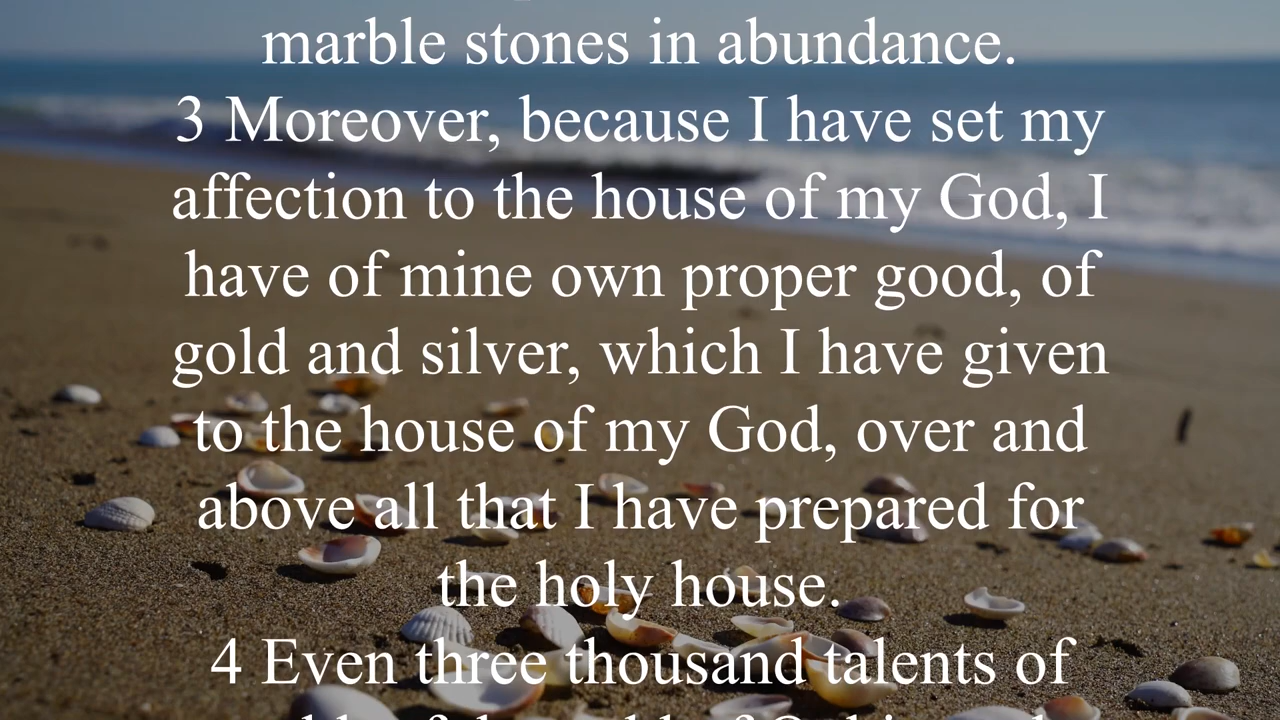 marble stones in abundance.
3 Moreover, because I have set my
affection to the house of my God, I
have of mine own proper good, of
gold and silver, which I have given
to the house of my God, over and
above all that I have prepared for
the holy house.
4 Even three thousand talents of